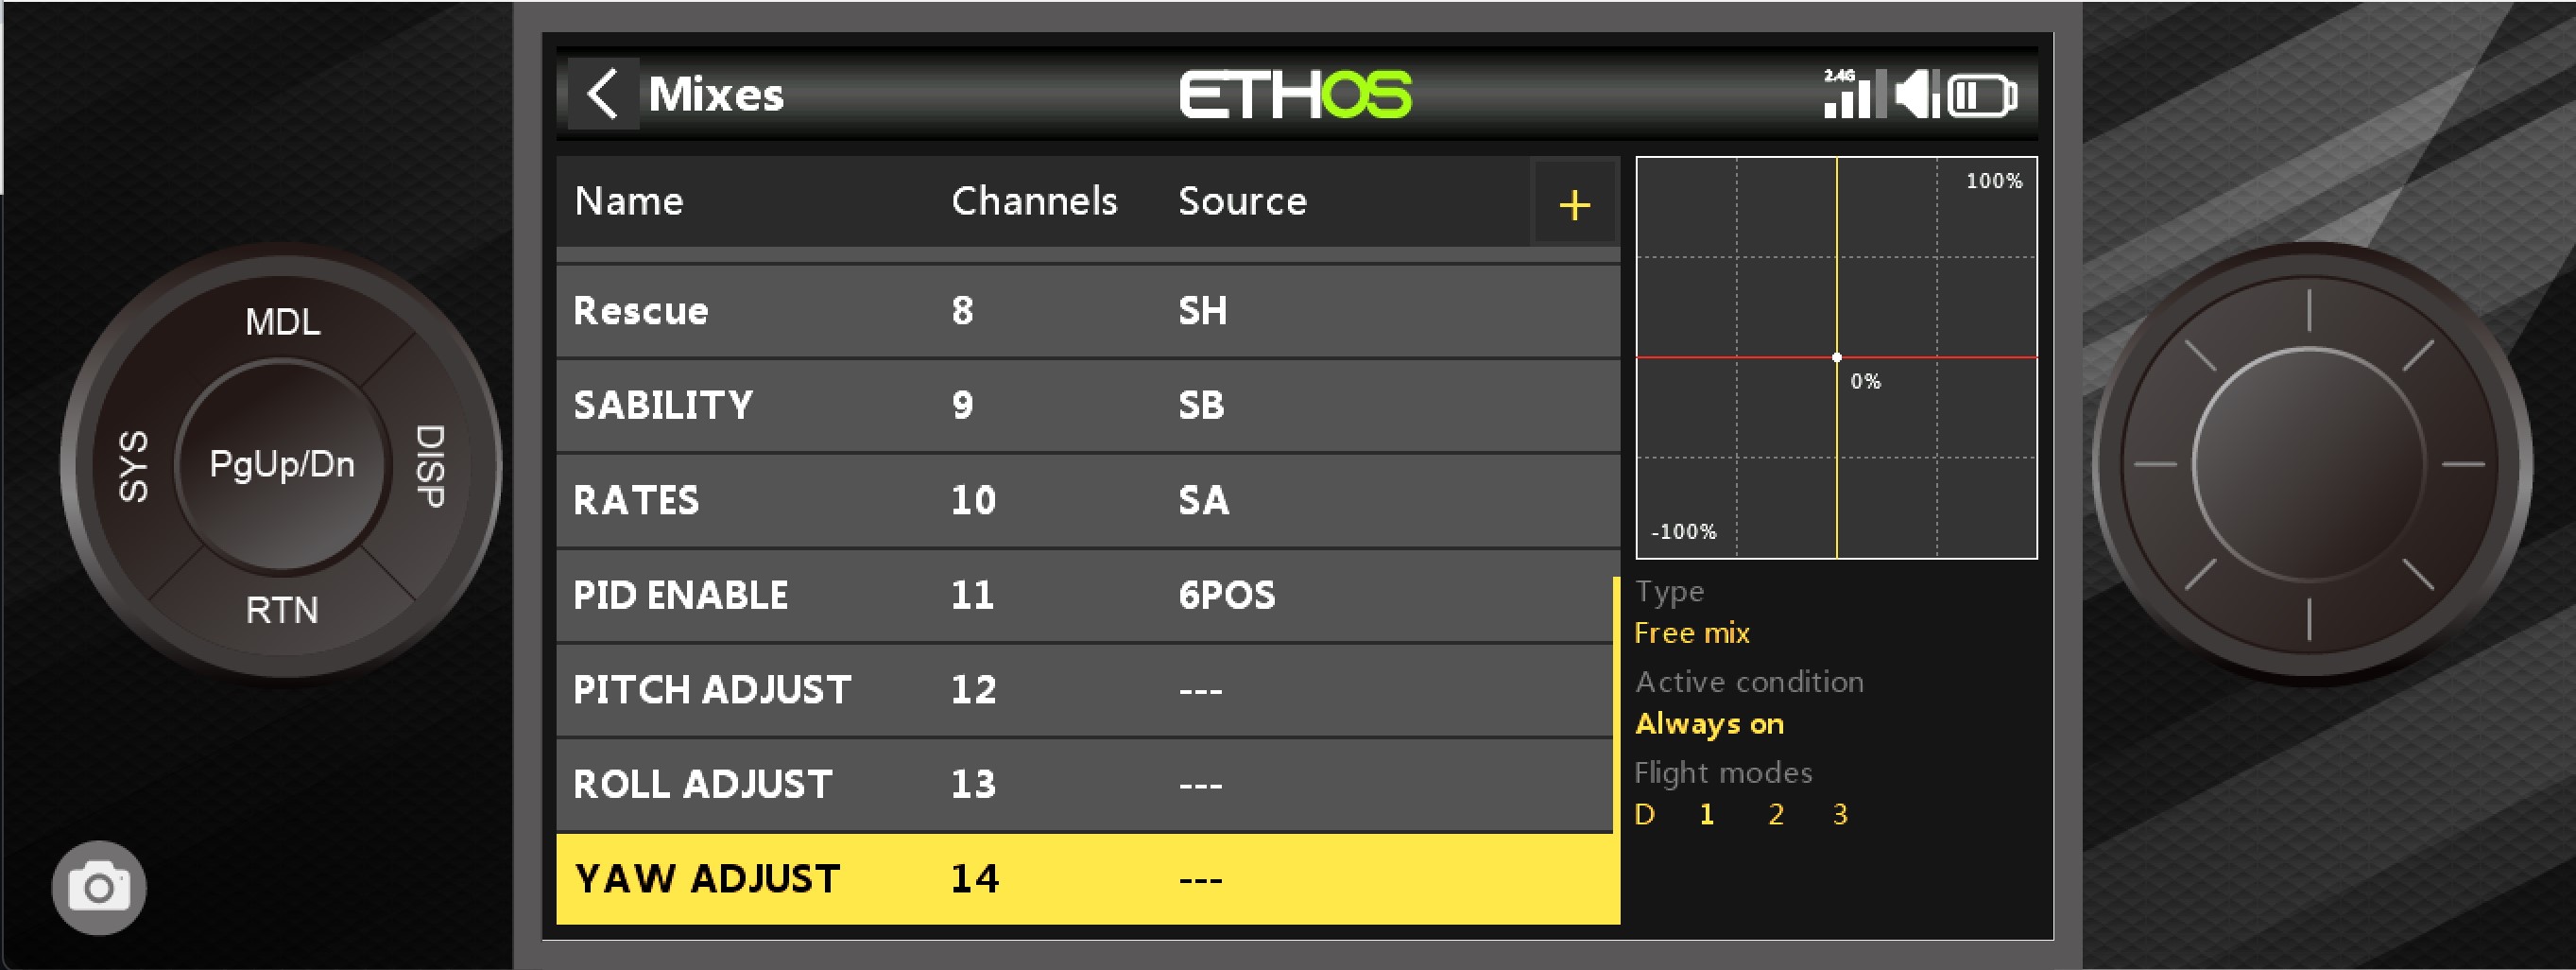 Mixes
ETHOS
2.4G
Name Channels Source +
Rescue 8 SH
SABILITY 9 SB
RATES 10 SA
PID ENABLE 11 6POS
PITCH ADJUST 12 ---
ROLL ADJUST 13 ---
YAW ADJUST 14 ---
100%
0%
-100%
Type
Free mix
Active condition
Always on
Flight modes
D 1 2 3
MDL
SYS
PgUp/Dn
DISP
RTN